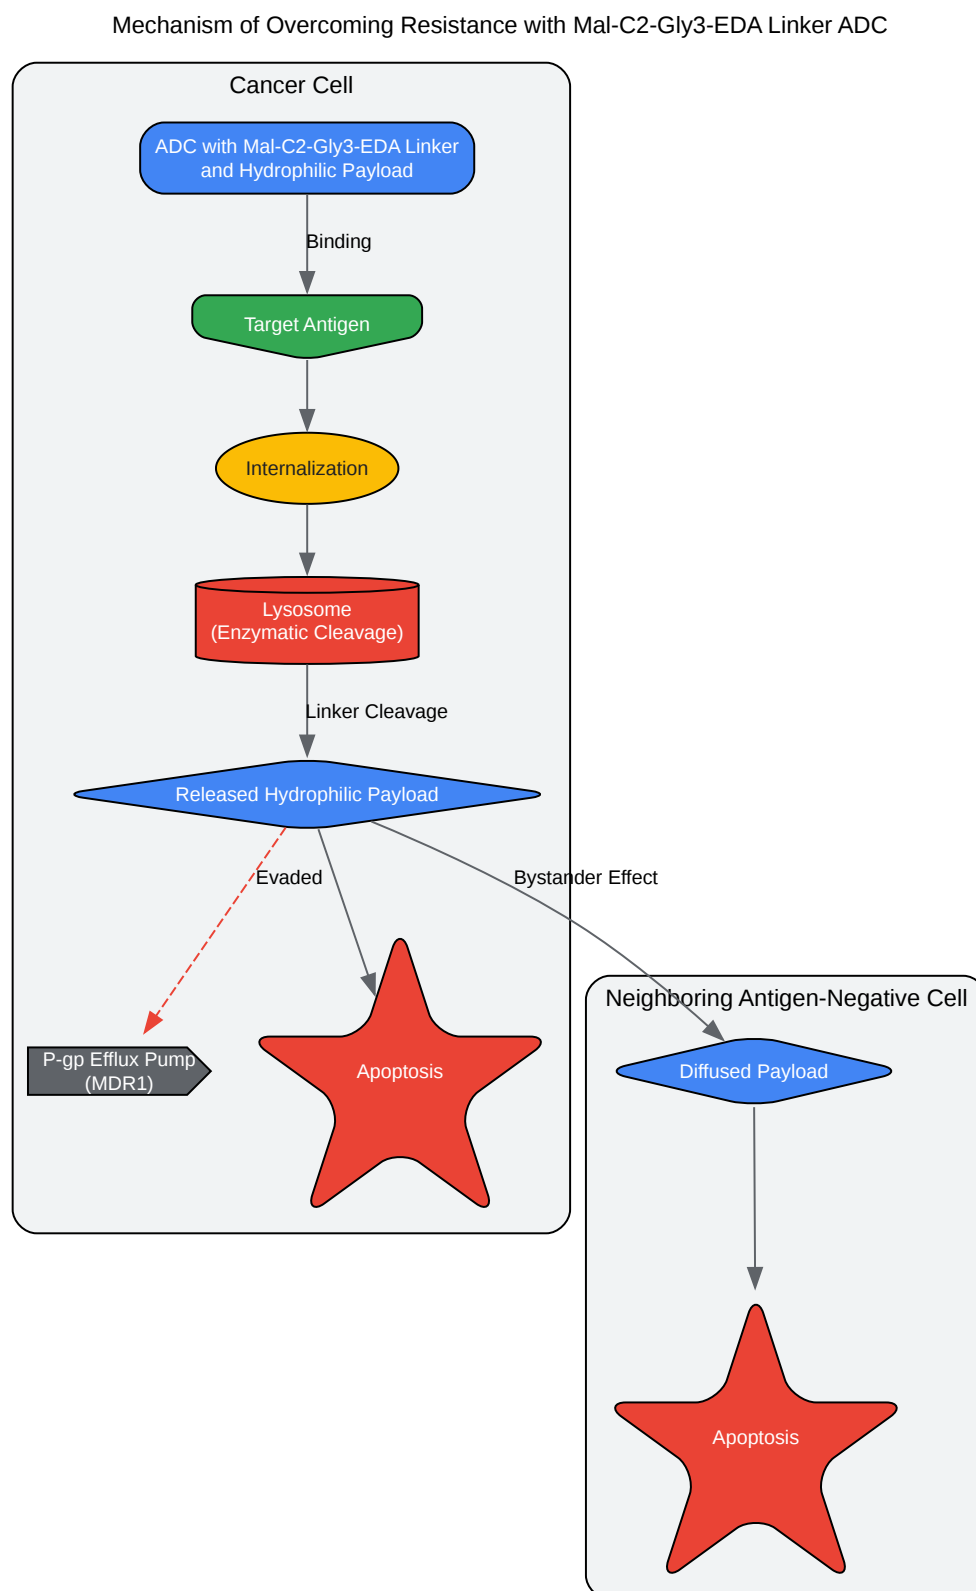 Mechanism of Overcoming Resistance with Mal-C2-Gly3-EDA Linker ADC
Cancer Cell
ADC with Mal-C2-Gly3-EDA Linker
and Hydrophilic Payload
Binding
Target Antigen
Internalization
Lysosome
(Enzymatic Cleavage)
Linker Cleavage
Released Hydrophilic Payload
Evaded
Bystander Effect
P-gp Efflux Pump
(MDR1)
Apoptosis
Neighboring Antigen-Negative Cell
Diffused Payload
Apoptosis